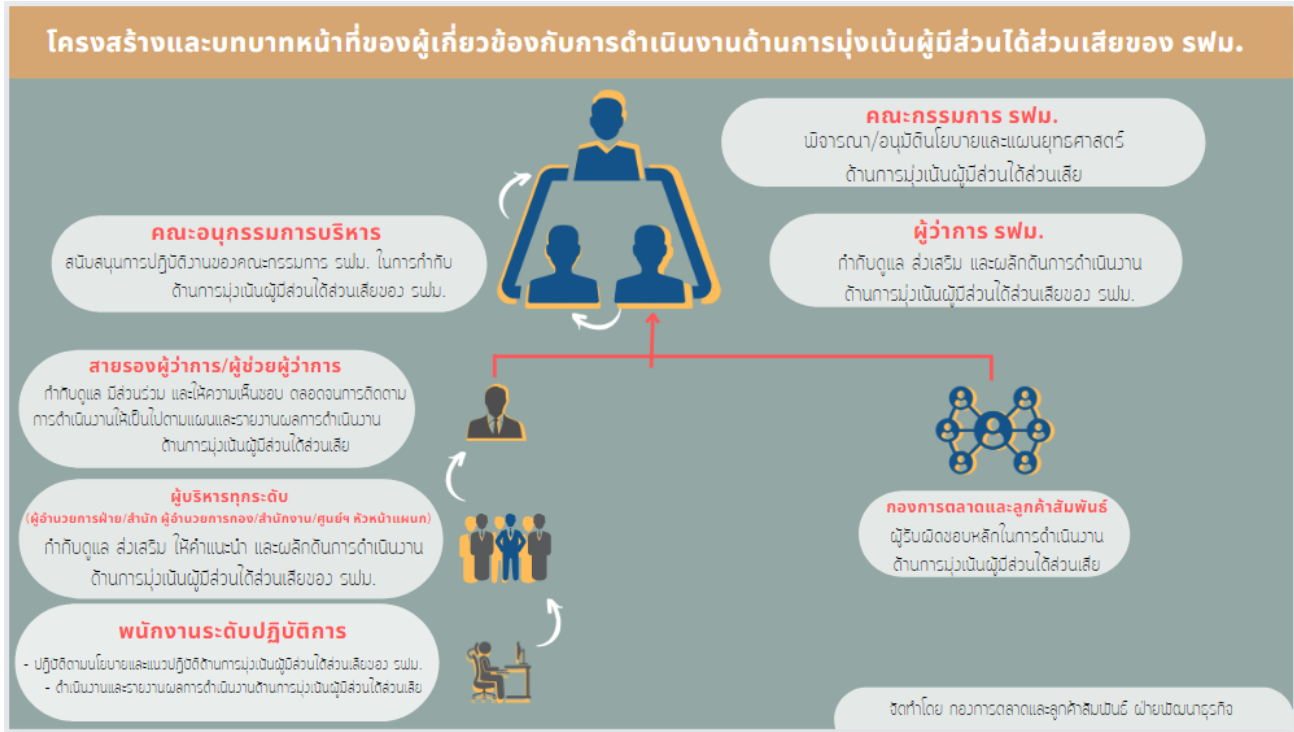 โครงสร้างและบทบาทหน้าที่ของผู้เกี่ยวข้องกับการดำเนินงานด้านการมุ่งเน้นผู้มีส่วนได้ส่วนเสียของ รฟม.
คณะกรรมการ รฟม.
พิจารณา/อนุมัตินโยบายและแผนยุทธศาสตร์
ด้านการมุ่งเน้นผู้มีส่วนได้ส่วนเสีย
คณะอนุกรรมการบริหาร
สนับสนุนการปฏิบัติงานของคณะกรรมการ รฟม. ในการกำกับ
ด้านการมุ่งเน้นผู้มีส่วนได้ส่วนเสียของ รฟม.
ผู้ว่าการ รฟม.
กำกับดูแล ส่งเสริม และผลักดันการดำเนินงาน
ด้านการมุ่งเน้นผู้มีส่วนได้ส่วนเสียของ รฟม.
สายรองผู้ว่าการ/ผู้ช่วยผู้ว่าการ
กำกับดูแล มีส่วนร่วม และให้ความเห็นชอบ ตลอดจนการติดตาม
การดำเนินงานให้เป็นไปตามแผนและรายงานผลการดำเนินงาน
ด้านการมุ่งเน้นผู้มีส่วนได้ส่วนเสีย
ผู้บริหารทุกระดับ
(ผู้อำนวยการฝ่าย/สำนัก ผู้อำนวยการกอง/สำนักงาน/ศูนย์ฯ หัวหน้าแผนก)
กำกับดูแล ส่งเสริม ให้คำแนะนำ และผลักดันการดำเนินงาน
ด้านการมุ่งเน้นผู้มีส่วนได้ส่วนเสียของ รฟม.
กองการตลาดและลูกค้าสัมพันธ์
ผู้รับผิดชอบหลักในการดำเนินงาน
ด้านการมุ่งเน้นผู้มีส่วนได้ส่วนเสีย
พนักงานระดับปฏิบัติการ
- ปฏิบัติตามนโยบายและแนวปฏิบัติด้านการมุ่งเน้นผู้มีส่วนได้ส่วนเสียของ รฟม.
- ดำเนินงานและรายงานผลการดำเนินงานด้านการมุ่งเน้นผู้มีส่วนได้ส่วนเสีย
จัดทำโดย กองการตลาดและลูกค้าสัมพันธ์ ฝ่ายพัฒนาธุรกิจ